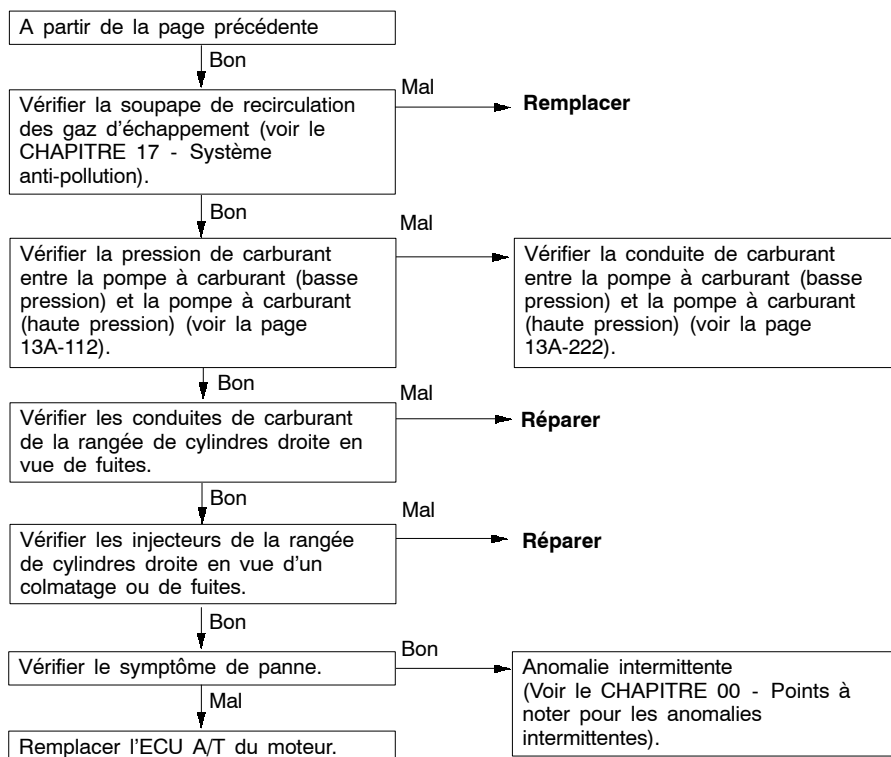 A partir de la page précédente
Bon
Vérifier la soupape de recirculation
des gaz d'échappement (voir le
CHAPITRE 17 - Système
anti-pollution).
Mal
Remplacer
Bon
Vérifier la pression de carburant
entre la pompe à carburant (basse
pression) et la pompe à carburant
(haute pression) (voir la page
13A-112).
Mal
Vérifier la conduite de carburant
entre la pompe à carburant (basse
pression) et la pompe à carburant
(haute pression) (voir la page
13A-222).
Bon
Vérifier les conduites de carburant
de la rangée de cylindres droite en
vue de fuites.
Mal
Réparer
Bon
Vérifier les injecteurs de la rangée
de cylindres droite en vue d'un
colmatage ou de fuites.
Mal
Réparer
Bon
Vérifier le symptôme de panne.
Bon
Anomalie intermittente
(Voir le CHAPITRE 00 - Points à
noter pour les anomalies
intermittentes).
Mal
Remplacer l'ECU A/T du moteur.